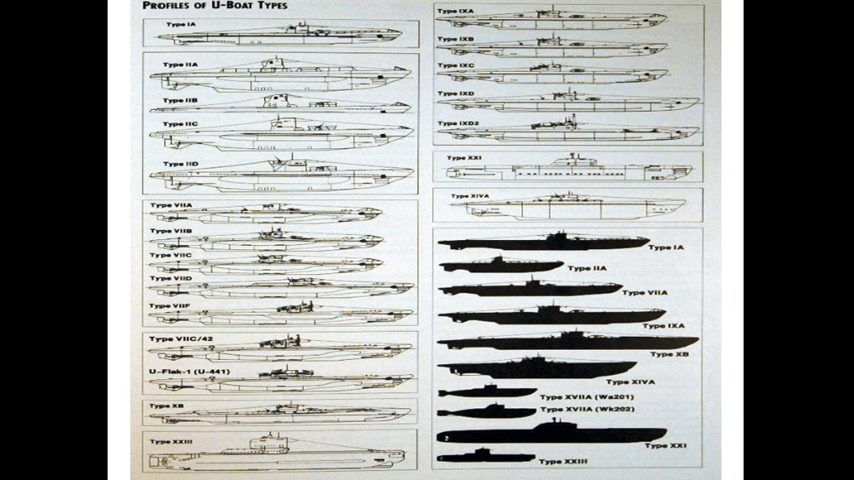 PROFILES OF U-BOAT TYPES
Type IA
Type IIA
Type IIB
Type IIC
Type IID
Type VIIA
Type VIIB
Type VIIC
Type VIID
Type VIIF
Type VIIC/42
U-Flak-1 (U-441)
Type XB
Type XXIII
Type IXA
Type IXB
Type IXC
Type IXD
Type IXD2
Type XXI
Type XIVA
Type IA
Type IIA
Type VIIA
Type IXA
Type XB
Type XIVA
Type XVIIA (Wa201)
Type XVIIA (Wk202)
Type XXI
Type XXIII